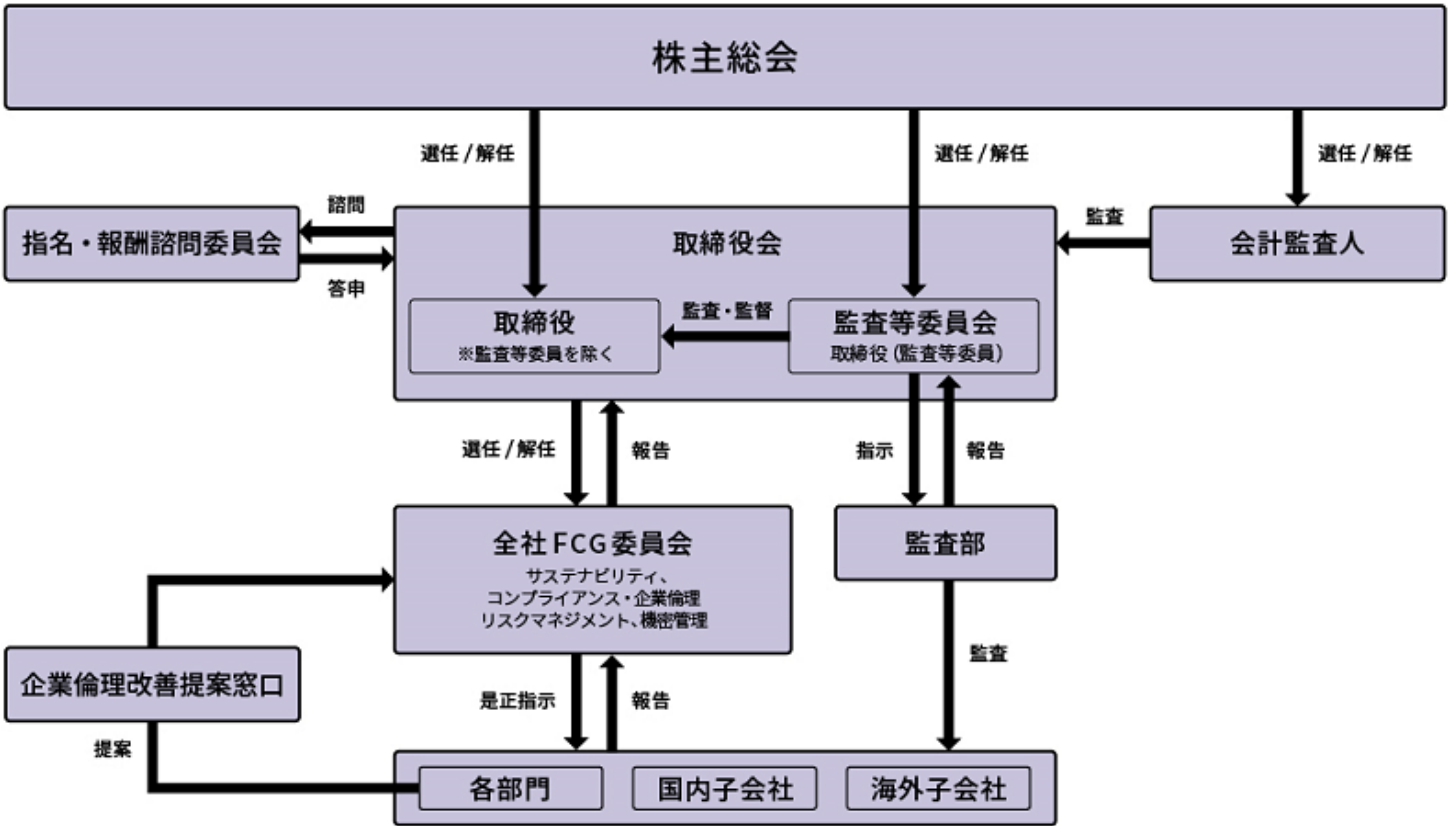 株主総会
選任 / 解任
選任 / 解任
選任 / 解任
諮問
監査
指名・報酬諮問委員会
取締役会
会計監査人
答申
監査・監督
取締役
※監査等委員を除く
監査等委員会
取締役（監査等委員）
選任 / 解任
報告
指示
報告
全社FCG委員会
サステナビリティ、
コンプライアンス・企業倫理
リスクマネジメント、機密管理
監査部
企業倫理改善提案窓口
監査
是正指示
報告
提案
各部門
国内子会社
海外子会社